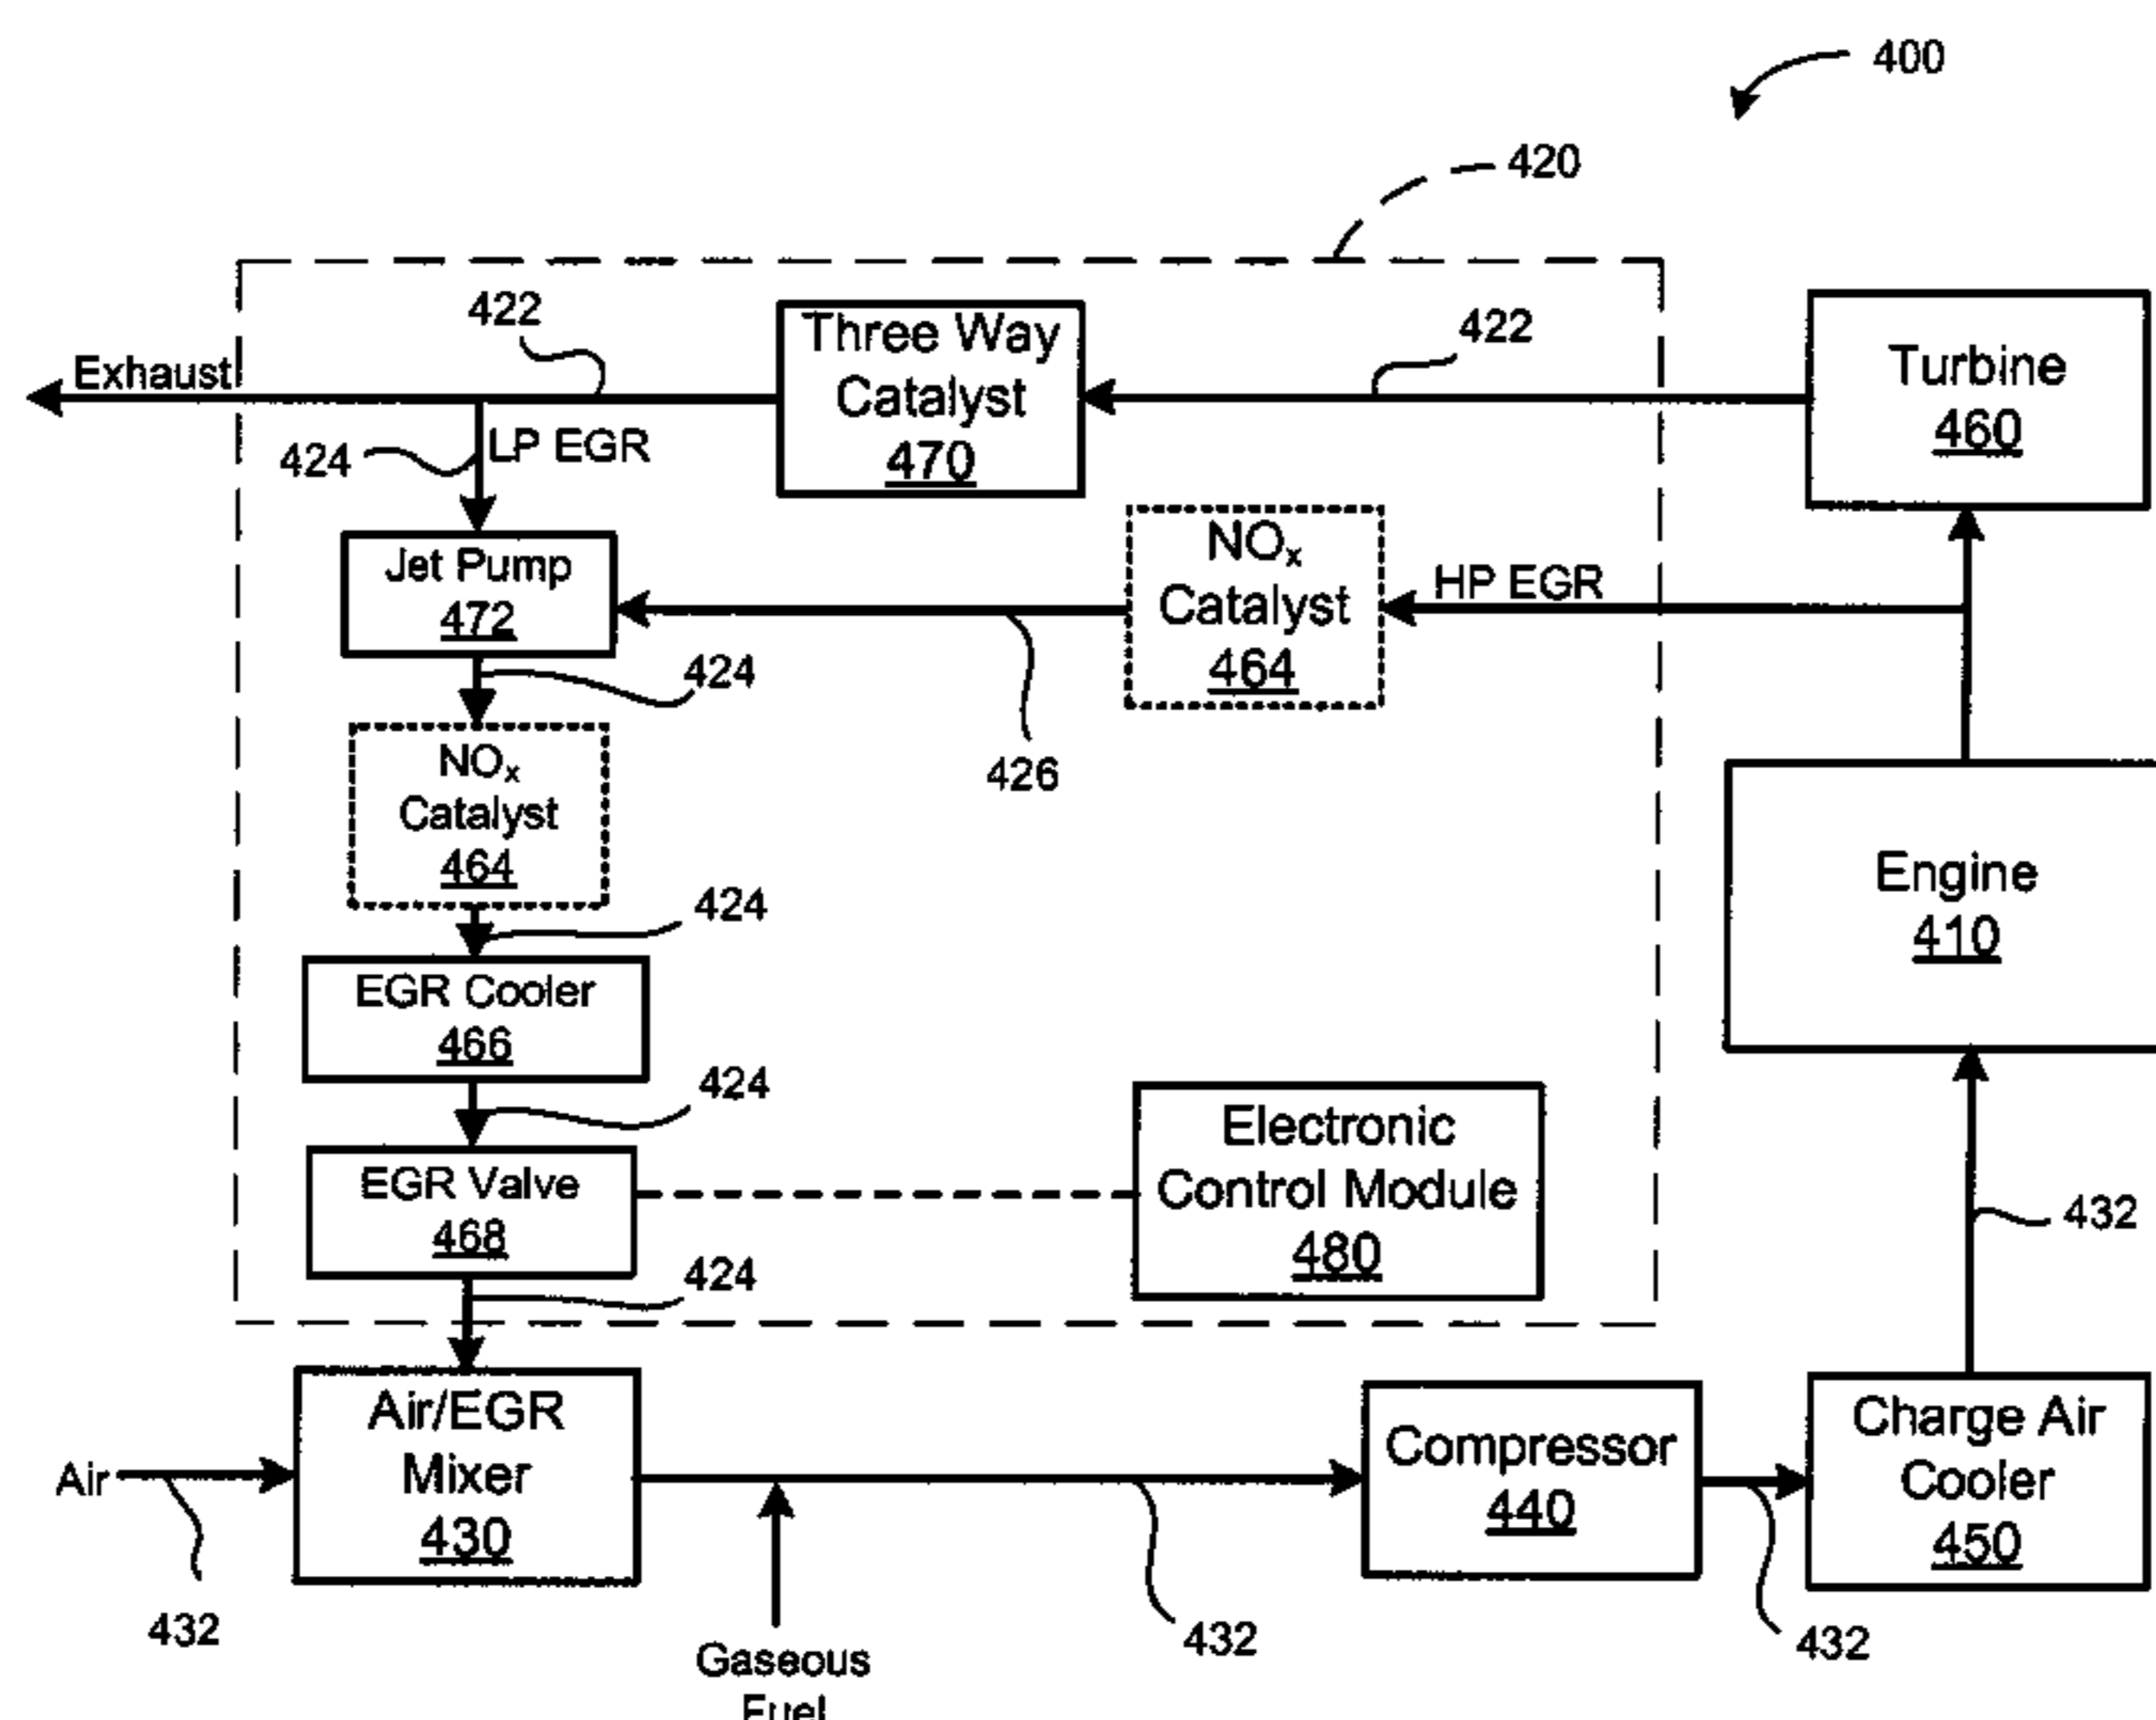 400
420
422
Three Way
Catalyst
470
422
Turbine
460
Exhaust
424
LP EGR
Jet Pump
472
NOx
Catalyst
464
HP EGR
424
426
NOx
Catalyst
464
Engine
410
424
EGR Cooler
466
424
Electronic
Control Module
480
EGR Valve
468
432
424
Air/EGR
Mixer
430
Compressor
440
Charge Air
Cooler
450
Air
432
Gaseous
Fuel
432
432